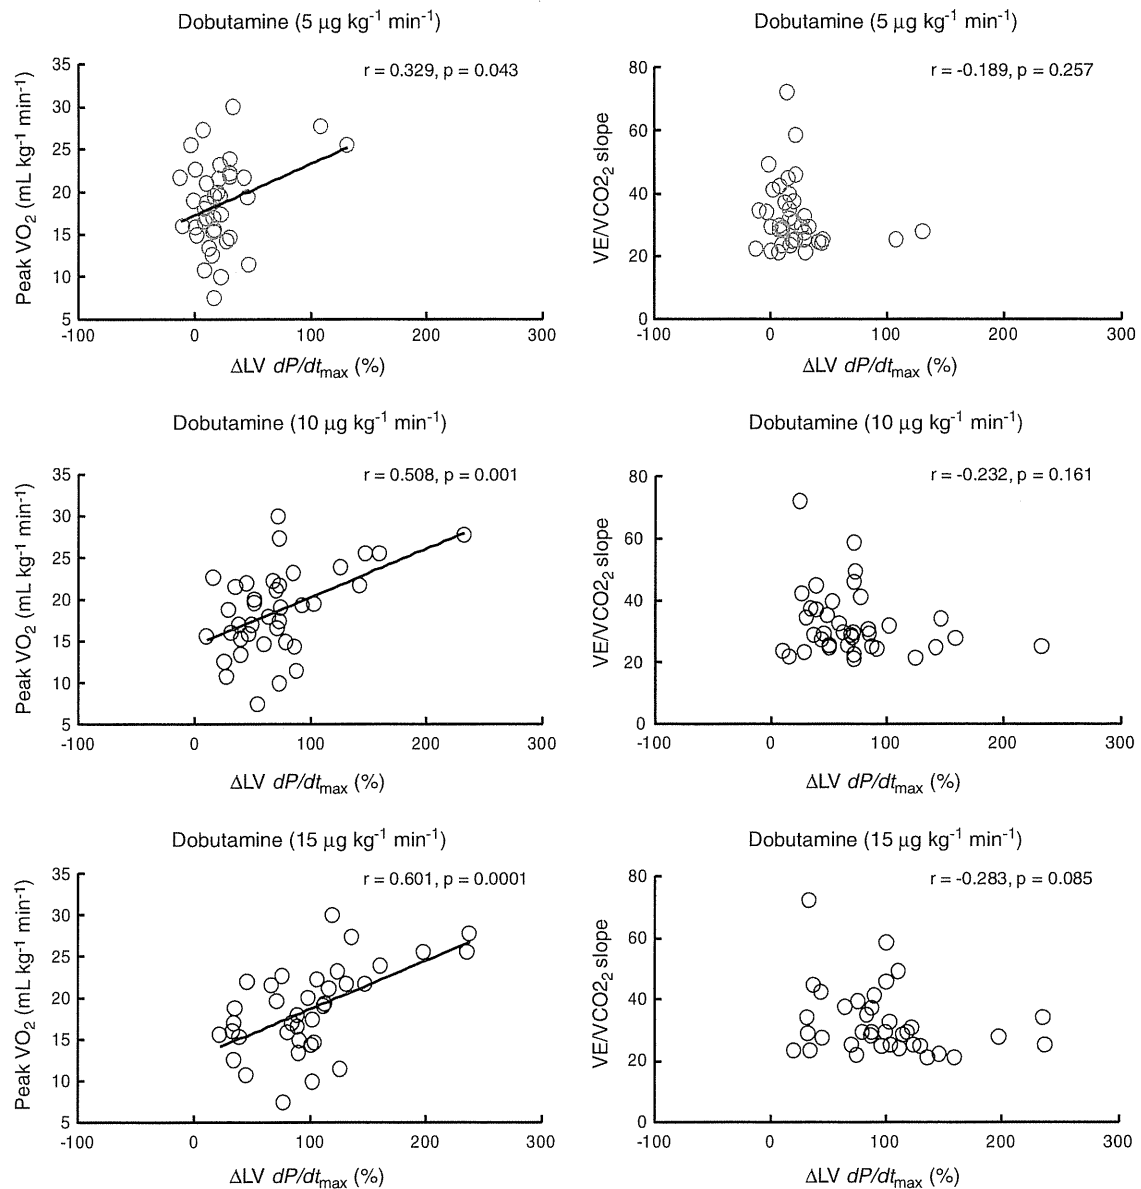 Dobutamine (5 µg kg⁻¹ min⁻¹)
r = 0.329, p = 0.043
Peak VO₂ (mL kg⁻¹ min⁻¹)
35
30
25
20
15
10
5
-100
0
100
200
300
ΔLV dP/dtmax (%)
Dobutamine (5 µg kg⁻¹ min⁻¹)
r = -0.189, p = 0.257
VE/VCO2₂ slope
80
60
40
20
0
-100
0
100
200
300
ΔLV dP/dtmax (%)
Dobutamine (10 µg kg⁻¹ min⁻¹)
r = 0.508, p = 0.001
Peak VO₂ (mL kg⁻¹ min⁻¹)
35
30
25
20
15
10
5
-100
0
100
200
300
ΔLV dP/dtmax (%)
Dobutamine (10 µg kg⁻¹ min⁻¹)
r = -0.232, p = 0.161
VE/VCO2₂ slope
80
60
40
20
0
-100
0
100
200
300
ΔLV dP/dtmax (%)
Dobutamine (15 µg kg⁻¹ min⁻¹)
r = 0.601, p = 0.0001
Peak VO₂ (mL kg⁻¹ min⁻¹)
35
30
25
20
15
10
5
-100
0
100
200
300
ΔLV dP/dtmax (%)
Dobutamine (15 µg kg⁻¹ min⁻¹)
r = -0.283, p = 0.085
VE/VCO2₂ slope
80
60
40
20
0
-100
0
100
200
300
ΔLV dP/dtmax (%)